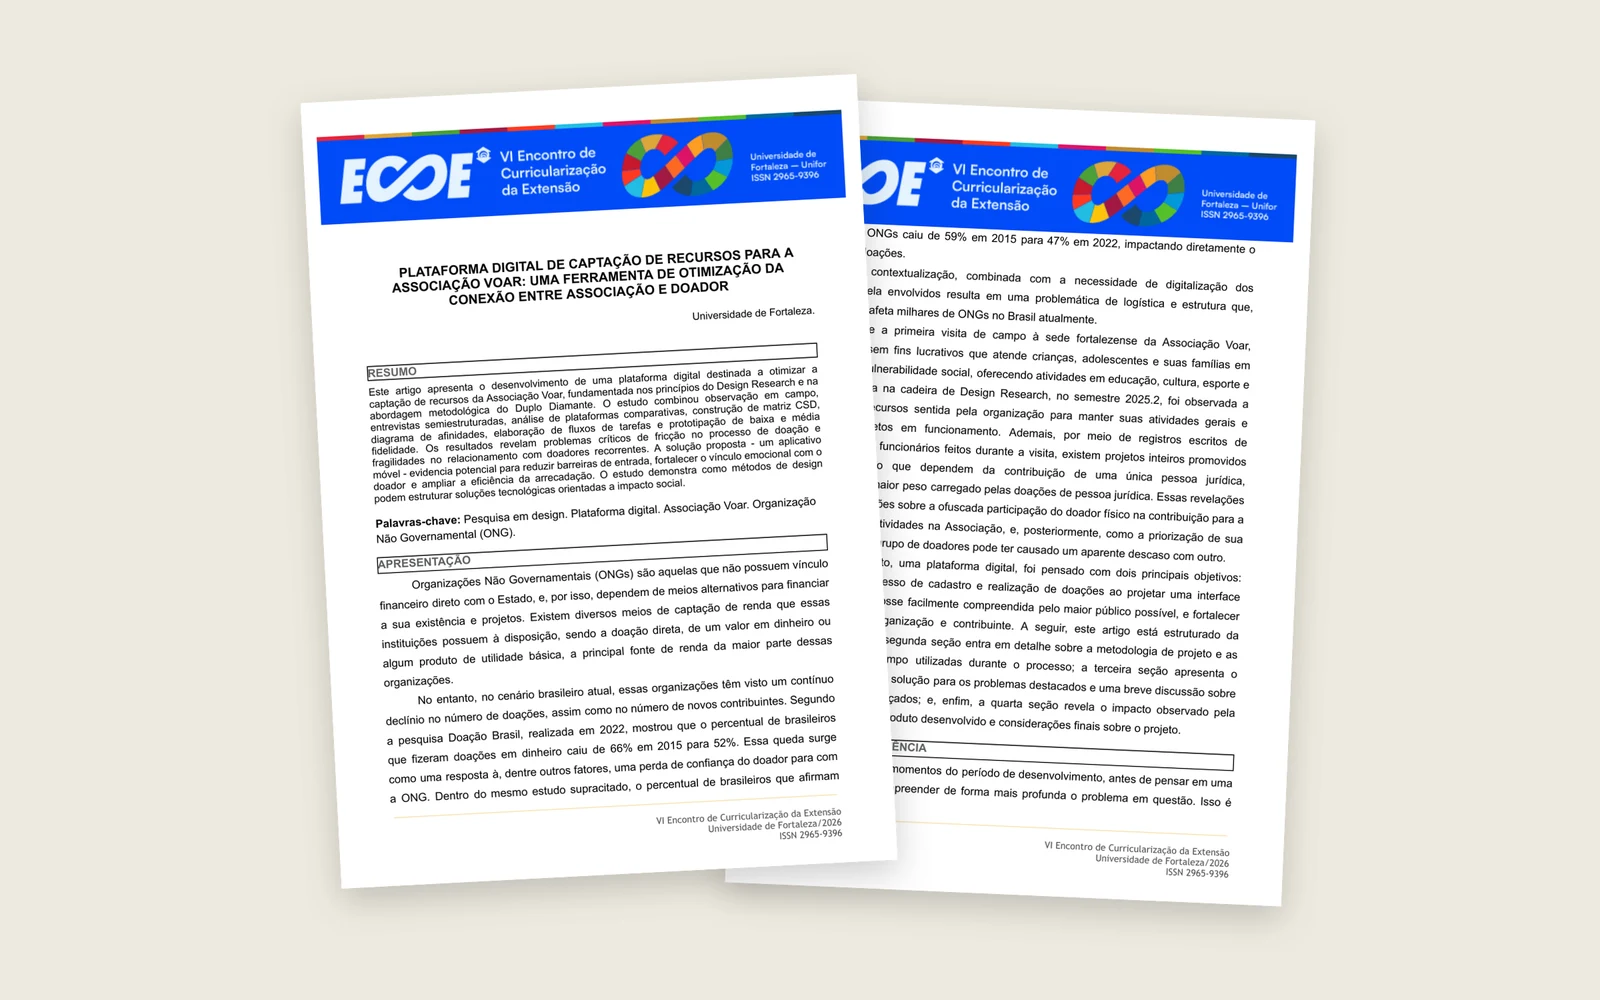 ECOE
VI Encontro de
Curricularização
da Extensão
Universidade de
Fortaleza — Unifor
ISSN 2965-9396
PLATAFORMA DIGITAL DE CAPTAÇÃO DE RECURSOS PARA A
ASSOCIAÇÃO VOAR: UMA FERRAMENTA DE OTIMIZAÇÃO DA
CONEXÃO ENTRE ASSOCIAÇÃO E DOADOR
Universidade de Fortaleza.
RESUMO
Este artigo apresenta o desenvolvimento de uma plataforma digital destinada a otimizar a
captação de recursos da Associação Voar, fundamentada nos princípios do Design Research e na
abordagem metodológica do Duplo Diamante. O estudo combinou observação em campo,
entrevistas semiestruturadas, análise de plataformas comparativas, construção de matriz CSD,
diagrama de afinidades, elaboração de fluxos de tarefas e prototipação de baixa e média
fidelidade. Os resultados revelam problemas críticos de fricção no processo de doação e
fragilidades no relacionamento com doadores recorrentes. A solução proposta - um aplicativo
móvel - evidencia potencial para reduzir barreiras de entrada, fortalecer o vínculo emocional com o
doador e ampliar a eficiência da arrecadação. O estudo demonstra como métodos de design
podem estruturar soluções tecnológicas orientadas a impacto social.
Palavras-chave: Pesquisa em design. Plataforma digital. Associação Voar. Organização
Não Governamental (ONG).
APRESENTAÇÃO
Organizações Não Governamentais (ONGs) são aquelas que não possuem vínculo
financeiro direto com o Estado, e, por isso, dependem de meios alternativos para financiar
a sua existência e projetos. Existem diversos meios de captação de renda que essas
instituições possuem à disposição, sendo a doação direta, de um valor em dinheiro ou
algum produto de utilidade básica, a principal fonte de renda da maior parte dessas
organizações.
No entanto, no cenário brasileiro atual, essas organizações têm visto um contínuo
declínio no número de doações, assim como no número de novos contribuintes. Segundo
a pesquisa Doação Brasil, realizada em 2022, mostrou que o percentual de brasileiros
que fizeram doações em dinheiro caiu de 66% em 2015 para 52%. Essa queda surge
como uma resposta à, dentre outros fatores, uma perda de confiança do doador para com
a ONG. Dentro do mesmo estudo supracitado, o percentual de brasileiros que afirmam
VI Encontro de Curricularização da Extensão
Universidade de Fortaleza/2026
ISSN 2965-9396
OE
VI Encontro de
Curricularização
da Extensão
Universidade de
Fortaleza — Unifor
ISSN 2965-9396
ONGs caiu de 59% em 2015 para 47% em 2022, impactando diretamente o
oações.
contextualização, combinada com a necessidade de digitalização dos
ela envolvidos resulta em uma problemática de logística e estrutura que,
afeta milhares de ONGs no Brasil atualmente.
e a primeira visita de campo à sede fortalezense da Associação Voar,
sem fins lucrativos que atende crianças, adolescentes e suas famílias em
ulnerabilidade social, oferecendo atividades em educação, cultura, esporte e
a na cadeira de Design Research, no semestre 2025.2, foi observada a
ecursos sentida pela organização para manter suas atividades gerais e
etos em funcionamento. Ademais, por meio de registros escritos de
funcionários feitos durante a visita, existem projetos inteiros promovidos
o que dependem da contribuição de uma única pessoa jurídica,
naior peso carregado pelas doações de pessoa jurídica. Essas revelações
ões sobre a ofuscada participação do doador físico na contribuição para a
tividades na Associação, e, posteriormente, como a priorização de sua
rupo de doadores pode ter causado um aparente descaso com outro.
to, uma plataforma digital, foi pensado com dois principais objetivos:
esso de cadastro e realização de doações ao projetar uma interface
osse facilmente compreendida pelo maior público possível, e fortalecer
ganização e contribuinte. A seguir, este artigo está estruturado da
segunda seção entra em detalhe sobre a metodologia de projeto e as
mpo utilizadas durante o processo; a terceira seção apresenta o
solução para os problemas destacados e uma breve discussão sobre
çados; e, enfim, a quarta seção revela o impacto observado pela
oduto desenvolvido e considerações finais sobre o projeto.
ÊNCIA
momentos do período de desenvolvimento, antes de pensar em uma
preender de forma mais profunda o problema em questão. Isso é
VI Encontro de Curricularização da Extensão
Universidade de Fortaleza/2026
ISSN 2965-9396